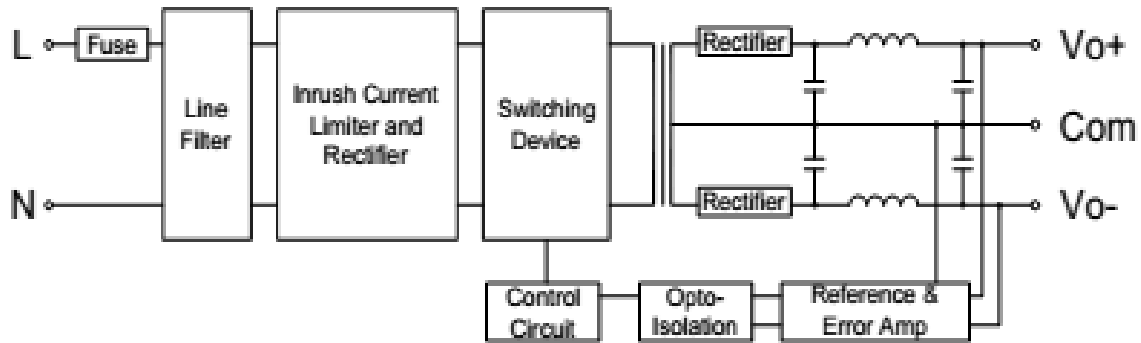 L
Fuse
Line
Filter
Inrush Current
Limiter and
Rectifier
Switching
Device
Rectifier
Vo+
Com
N
Rectifier
Vo-
Control
Circuit
Opto-
Isolation
Reference &
Error Amp